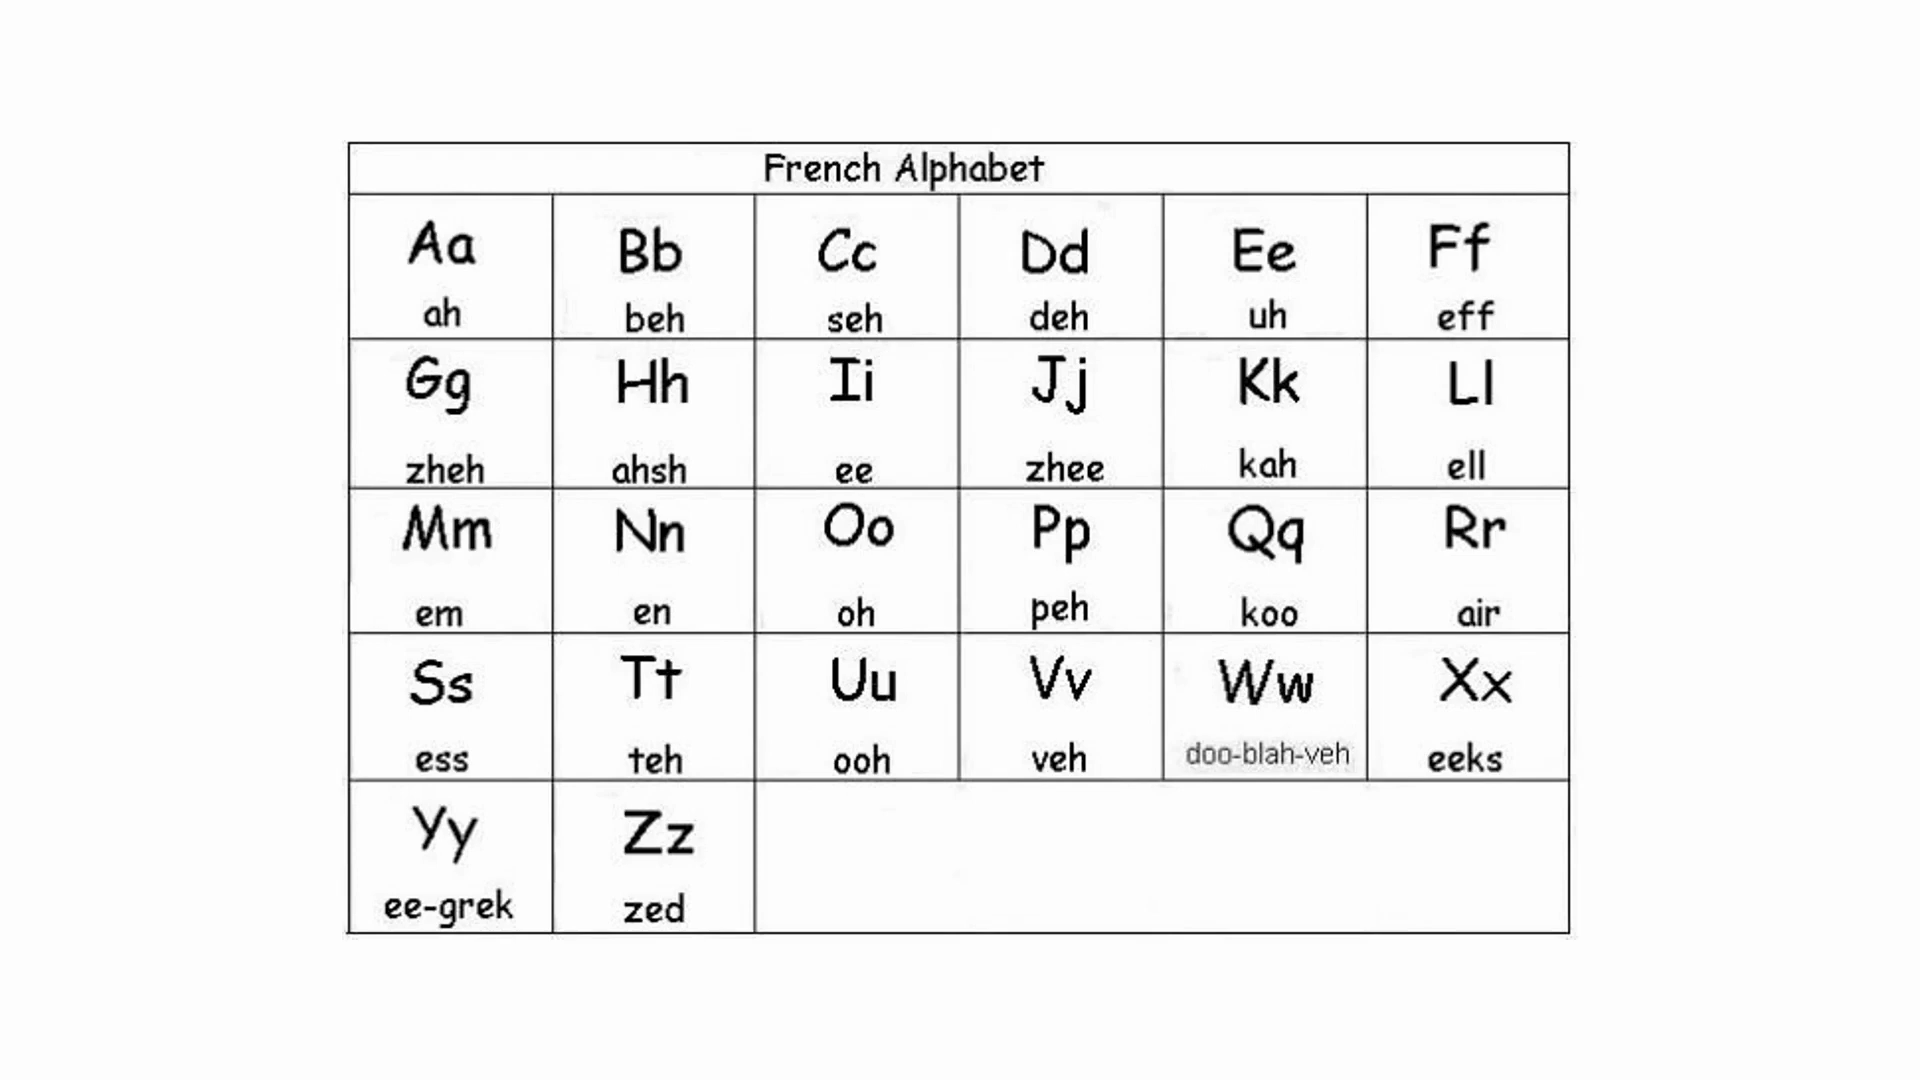 French Alphabet
Aa Bb Cc Dd Ee Ff
ah beh seh deh uh eff
Gg Hh Ii Jj Kk Ll
zheh ahsh ee zhee kah ell
Mm Nn Oo Pp Qq Rr
em en oh peh koo air
Ss Tt Uu Vv Ww Xx
ess teh ooh veh doo-blah-veh eeks
Yy Zz
ee-grek zed